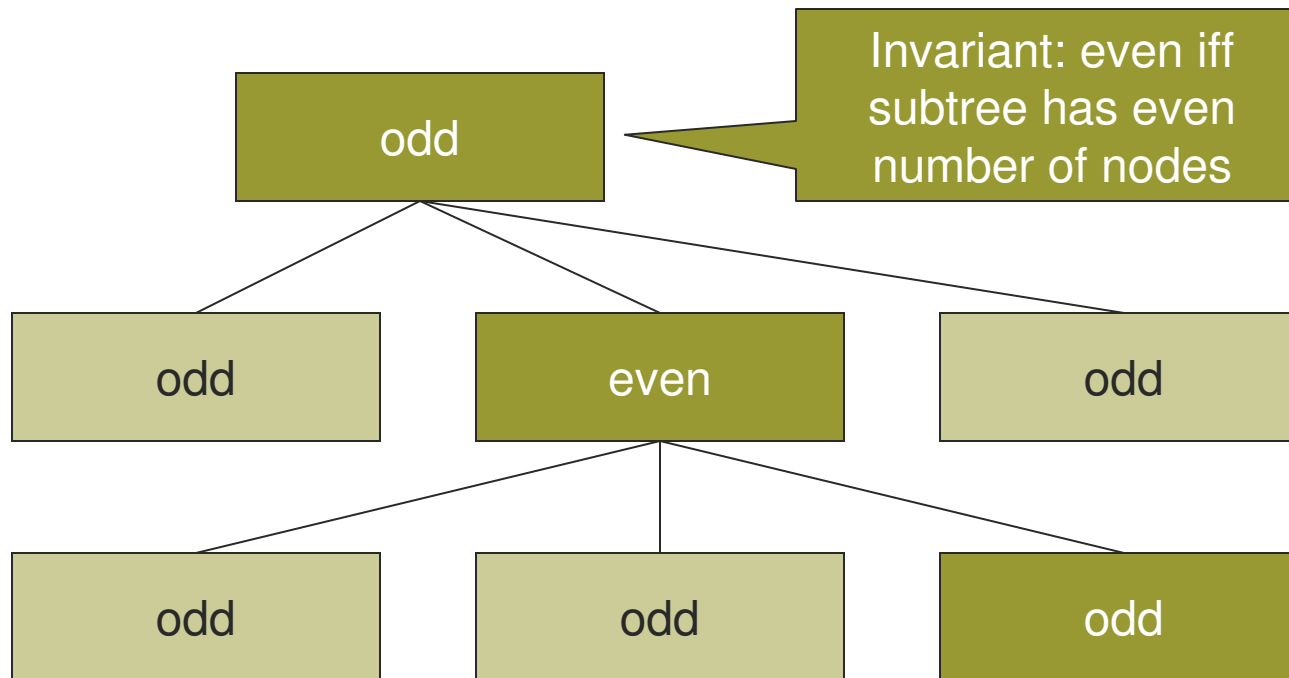 Invariant: even iff
subtree has even
number of nodes
odd
odd
even
odd
odd
odd
odd